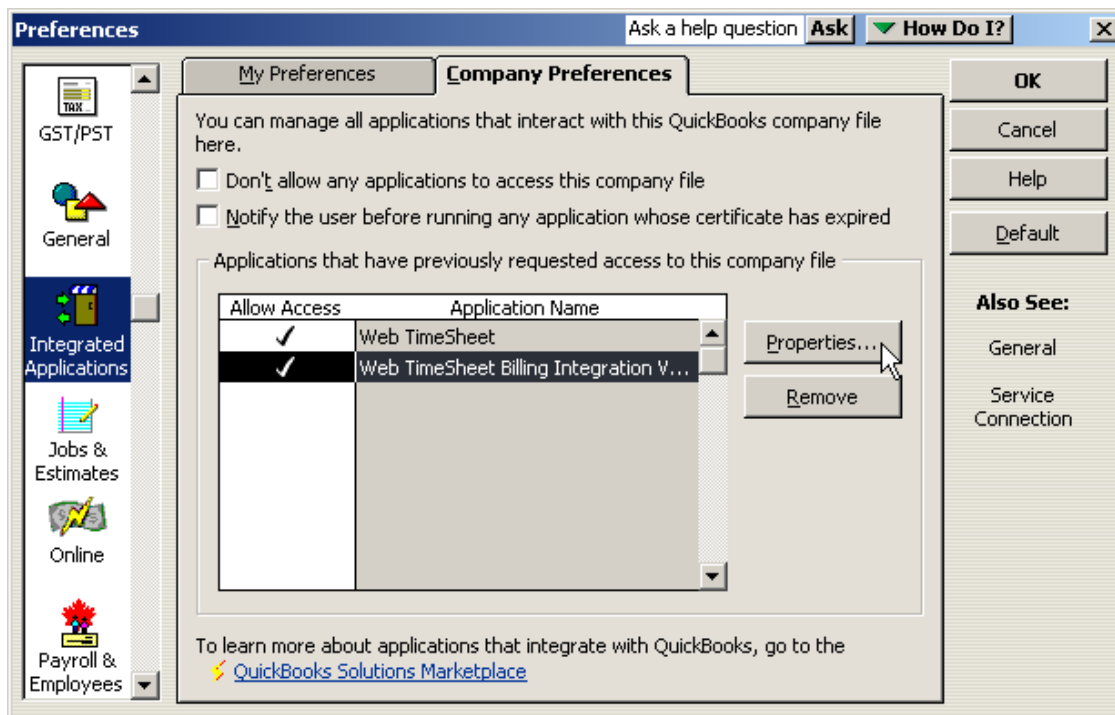 Preferences
Ask a help question Ask How Do I?
My Preferences
Company Preferences
TAX
GST/PST
General
Integrated
Applications
Jobs &
Estimates
Online
Payroll &
Employees
You can manage all applications that interact with this QuickBooks company file
here.
Don't allow any applications to access this company file
Notify the user before running any application whose certificate has expired
Applications that have previously requested access to this company file
Allow Access Application Name
Web TimeSheet
Web TimeSheet Billing Integration V...
Properties...
Remove
To learn more about applications that integrate with QuickBooks, go to the
QuickBooks Solutions Marketplace
OK
Cancel
Help
Default
Also See:
General
Service
Connection